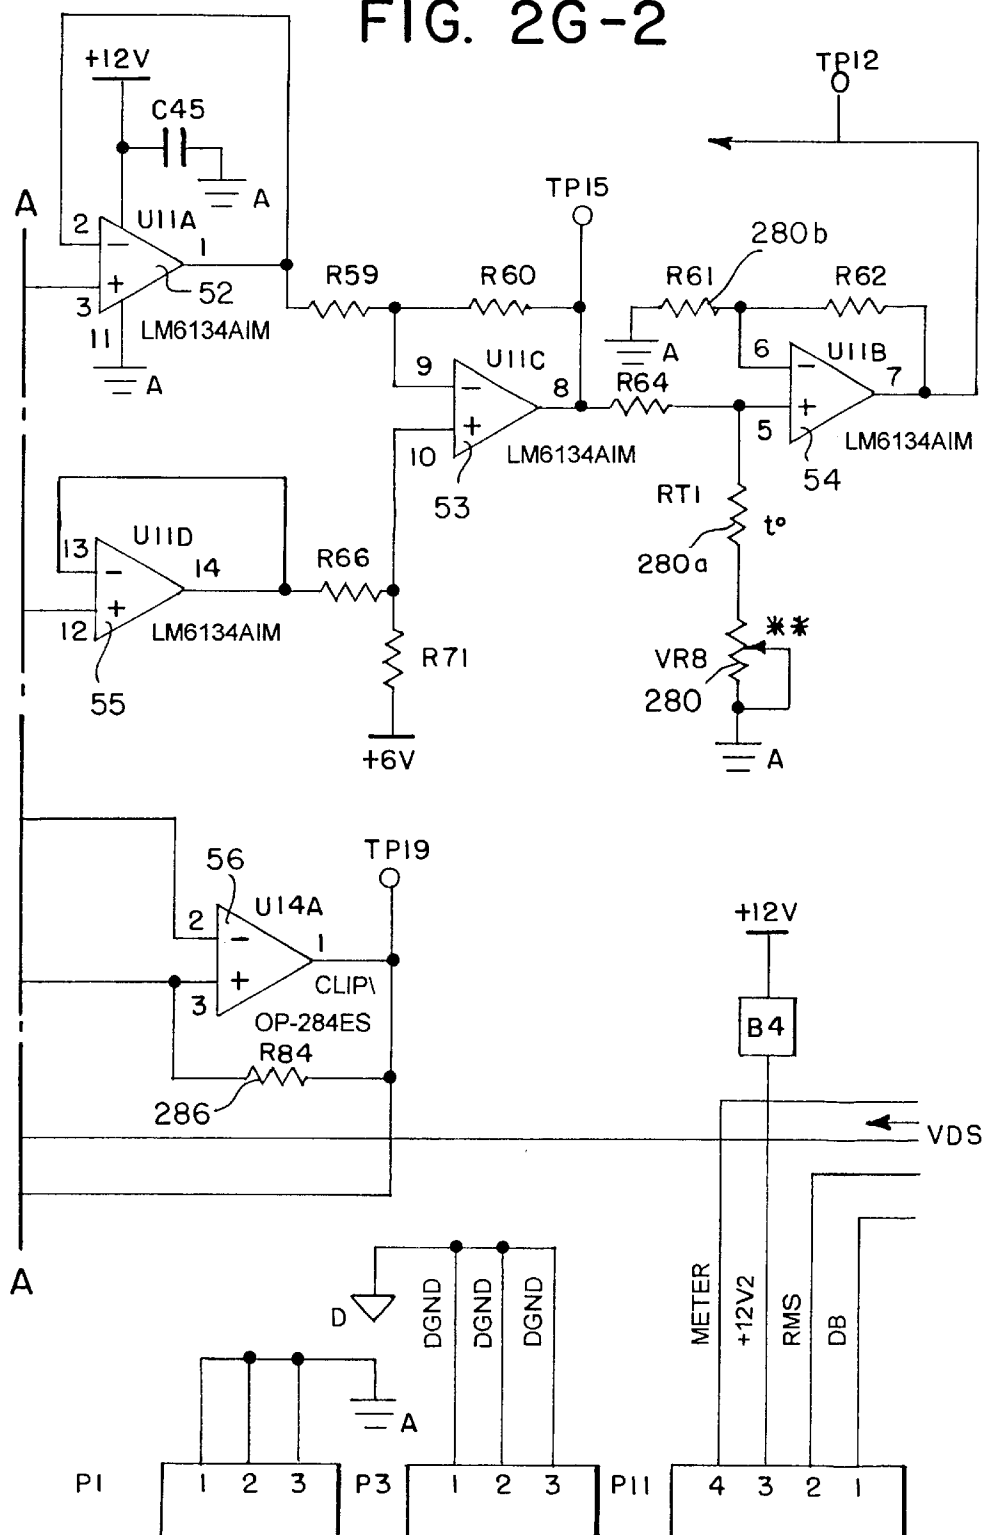 FIG. 2G-2
+12V
TP12
C45
A
TP15
A
U11A
2
1
280b
3
+
−
52
R59
R60
R61
R62
11
LM6134AIM
A
A
U11C
9
8
6
U11B
7
R64
−
+
10
LM6134AIM
53
−
+
5
LM6134AIM
54
RT1
t°
280a
U11D
13
14
R66
−
+
12
LM6134AIM
55
R71
**
VR8
280
+6V
A
TP19
56
U14A
2
1
−
+
3
CLIP\
OP-284ES
+12V
B4
R84
286
VDS
A
D
DGND
DGND
DGND
METER
+12V2
RMS
DB
A
P1
1 2 3
P3
1 2 3
P11
4 3 2 1